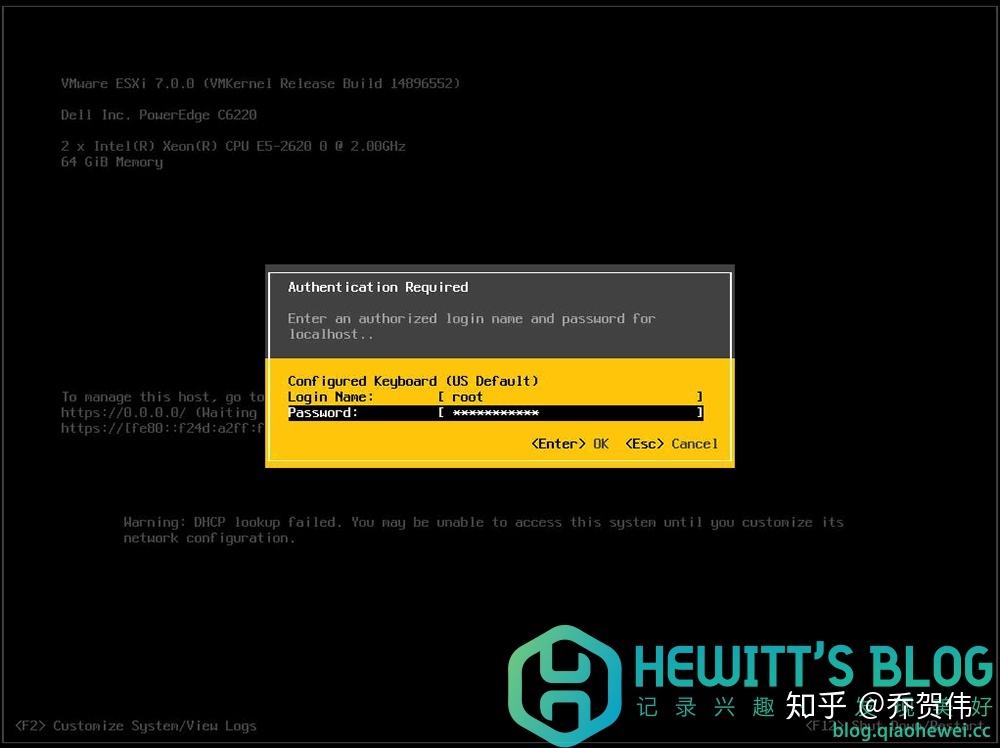 VMware ESXi 7.0.0 (VMKernel Release Build 14896552)
Dell Inc. PowerEdge C6220
2 x Intel(R) Xeon(R) CPU E5-2620 0 @ 2.00GHz
64 GiB Memory
Authentication Required
Enter an authorized login name and password for
localhost..
Configured Keyboard (US Default)
Login Name: [ root ]
Password: [ *********** ]
<Enter> OK <Esc> Cancel
To manage this host, go to
https://0.0.0.0/ (Waiting
https://[fe80::f24d:a2ff:f
Warning: DHCP lookup failed. You may be unable to access this system until you customize its
network configuration.
HEWITT'S BLOG
记录兴趣 好
知乎 @乔贺伟
<F2> Customize System/View Logs
<F12> Shut Down/Restart
blog.qiaohewei.cc